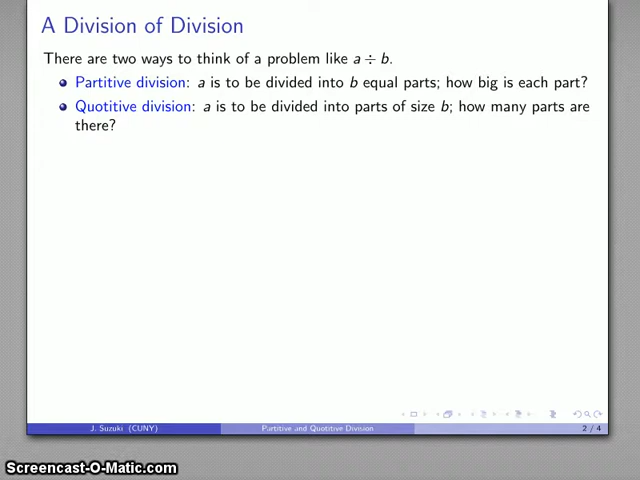 A Division of Division
There are two ways to think of a problem like a ÷ b.
Partitive division: a is to be divided into b equal parts; how big is each part?
Quotitive division: a is to be divided into parts of size b; how many parts are
there?
J. Suzuki (CUNY)
Partitive and Quotitive Division
2 / 4
Screencast-O-Matic.com